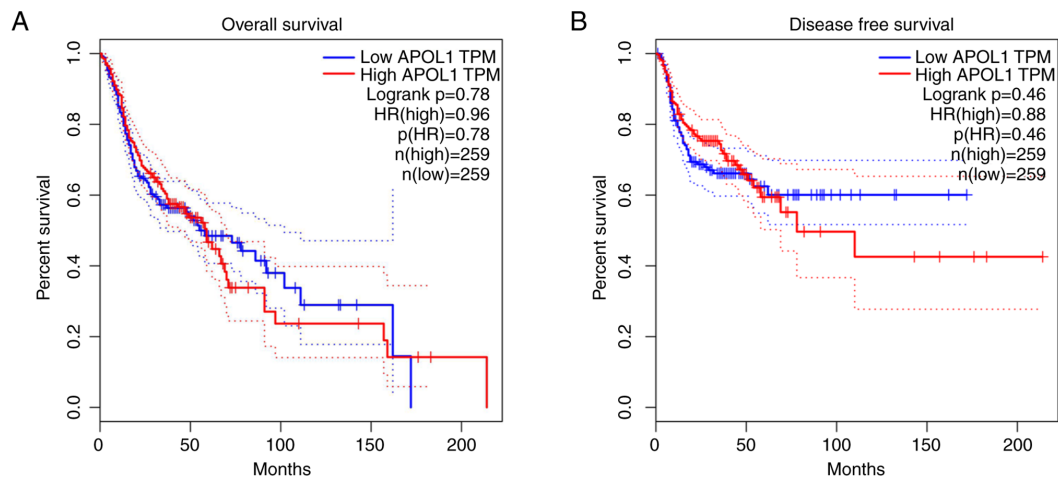 A
Overall survival
Low APOL1 TPM
High APOL1 TPM
Logrank p=0.78
HR(high)=0.96
p(HR)=0.78
n(high)=259
n(low)=259
Percent survival
1.0
0.8
0.6
0.4
0.2
0.0
0 50 100 150 200
Months
B
Disease free survival
Low APOL1 TPM
High APOL1 TPM
Logrank p=0.46
HR(high)=0.88
p(HR)=0.46
n(high)=259
n(low)=259
Percent survival
1.0
0.8
0.6
0.4
0.2
0.0
0 50 100 150 200
Months